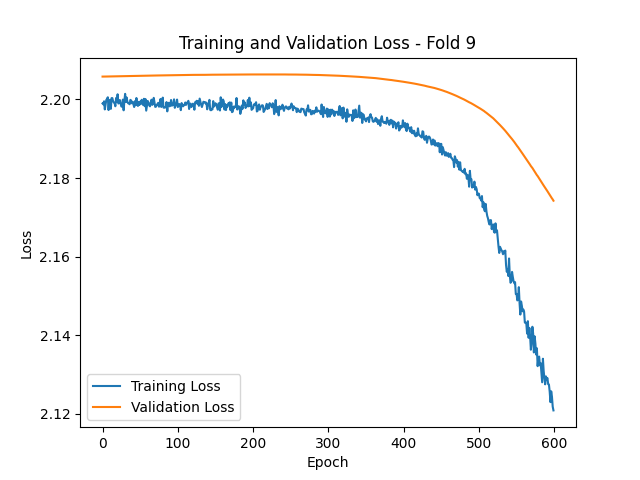 Training and Validation Loss - Fold 9
2.20
2.18
2.16
2.14
2.12
Loss
Training Loss
Validation Loss
0 100 200 300 400 500 600
Epoch